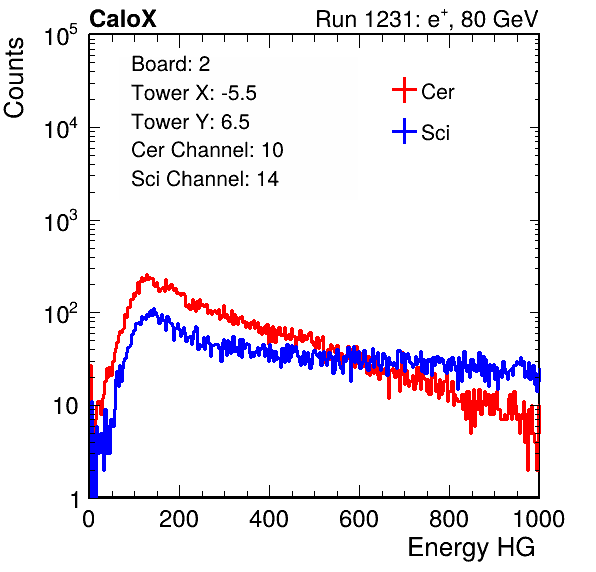 CaloX Run 1231: e⁺, 80 GeV
Counts
10⁵
10⁴
10³
10²
10
1
Board: 2
Tower X: -5.5
Tower Y: 6.5
Cer Channel: 10
Sci Channel: 14
Cer
Sci
0 200 400 600 800 1000
Energy HG